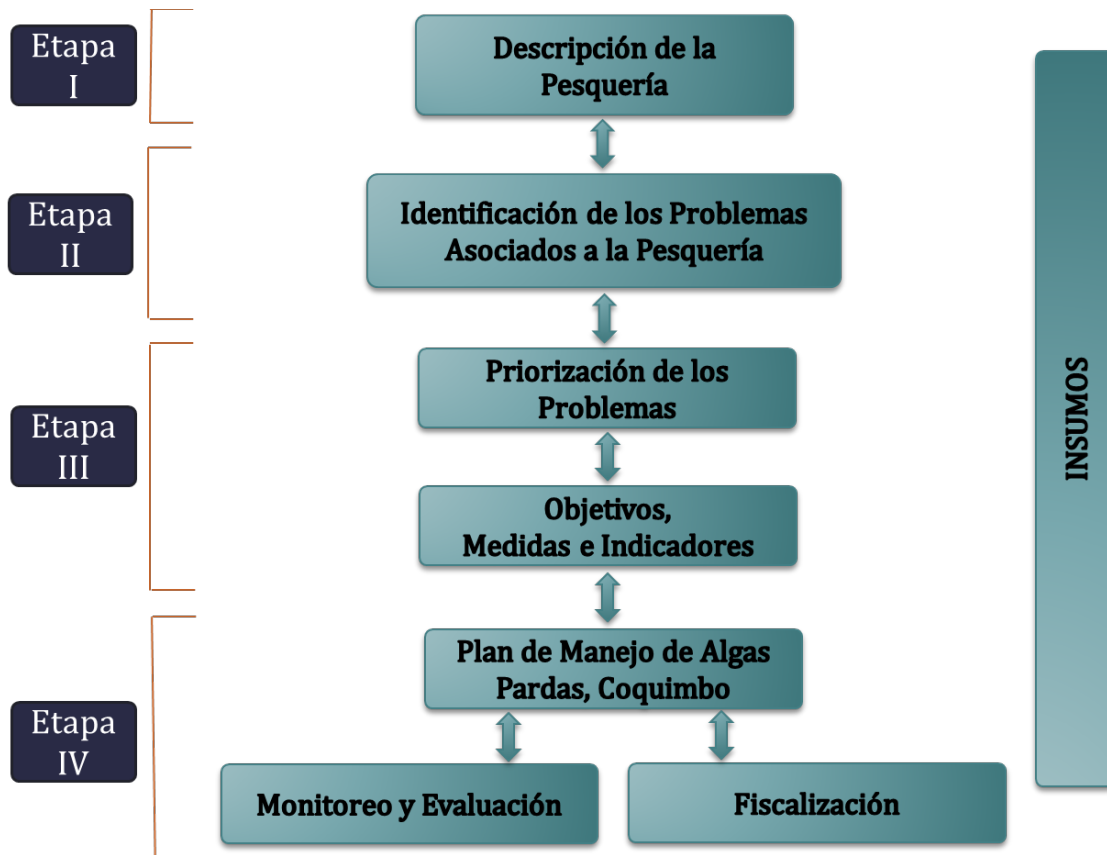 Etapa
I
Descripción de la
Pesquería
Etapa
II
Identificación de los Problemas
Asociados a la Pesquería
Etapa
III
Priorización de los
Problemas
Objetivos,
Medidas e Indicadores
Etapa
IV
Plan de Manejo de Algas
Pardas, Coquimbo
Monitoreo y Evaluación
Fiscalización
INSUMOS